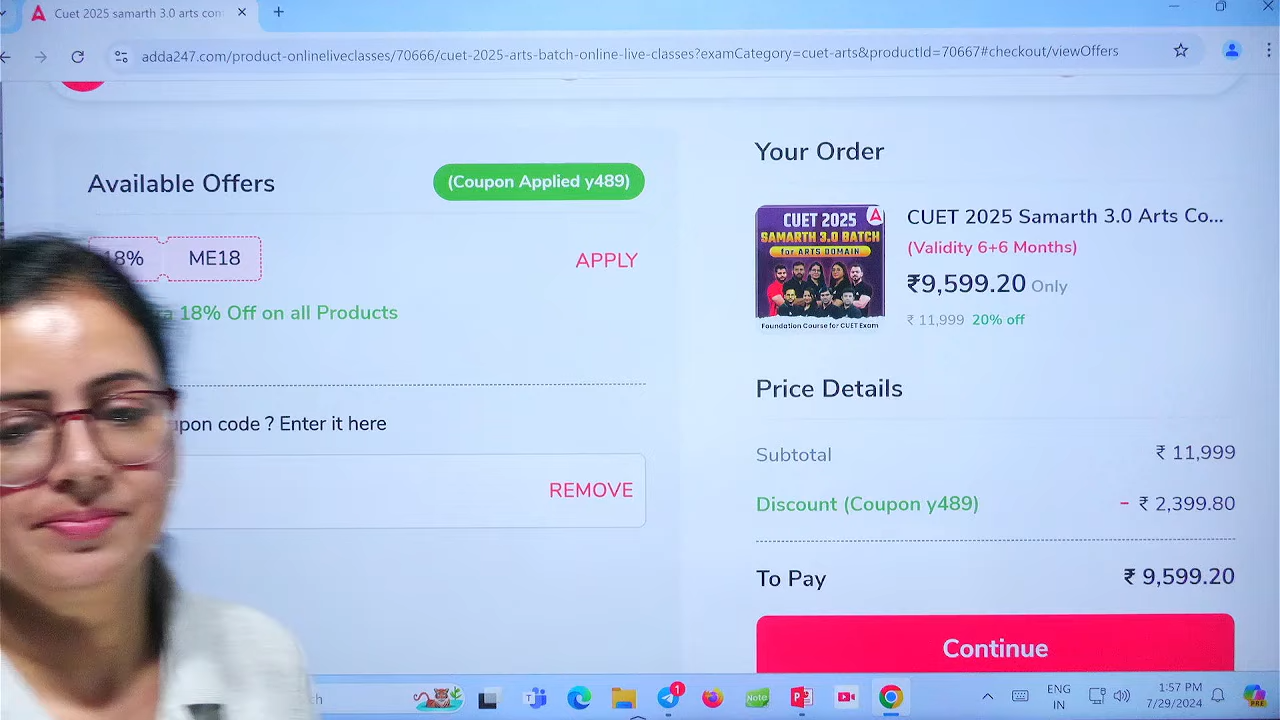 Cuet 2025 samarth 3.0 arts com
adda247.com/product-onlineliveclasses/70666/cuet-2025-arts-batch-online-live-classes?examCategory=cuet-arts&productId=70667#checkout/viewOffers
Available Offers
(Coupon Applied y489)
8% ME18
APPLY
18% Off on all Products
code ? Enter it here
REMOVE
Your Order
CUET 2025
SAMARTH 3.0 BATCH
for ARTS DOMAIN
Foundation Course for CUET Exam
CUET 2025 Samarth 3.0 Arts Co...
(Validity 6+6 Months)
₹9,599.20 Only
₹ 11,999 20% off
Price Details
Subtotal ₹ 11,999
Discount (Coupon y489) - ₹ 2,399.80
To Pay ₹ 9,599.20
Continue
Note
1
ENG
IN
1:57 PM
7/29/2024
PRE